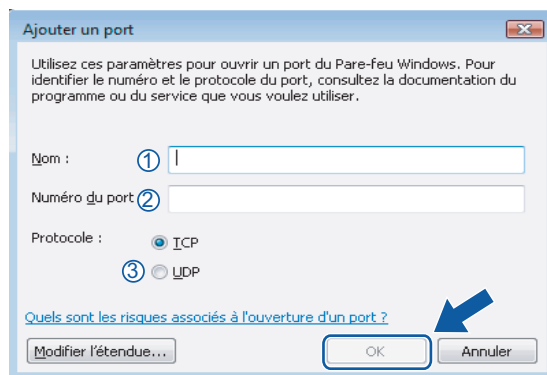 Ajouter un port
Utilisez ces paramètres pour ouvrir un port du Pare-feu Windows. Pour
identifier le numéro et le protocole du port, consultez la documentation du
programme ou du service que vous voulez utiliser.
Nom : 1
Numéro du port 2
Protocole : TCP
3 UDP
Quels sont les risques associés à l'ouverture d'un port ?
Modifier l'étendue... OK Annuler